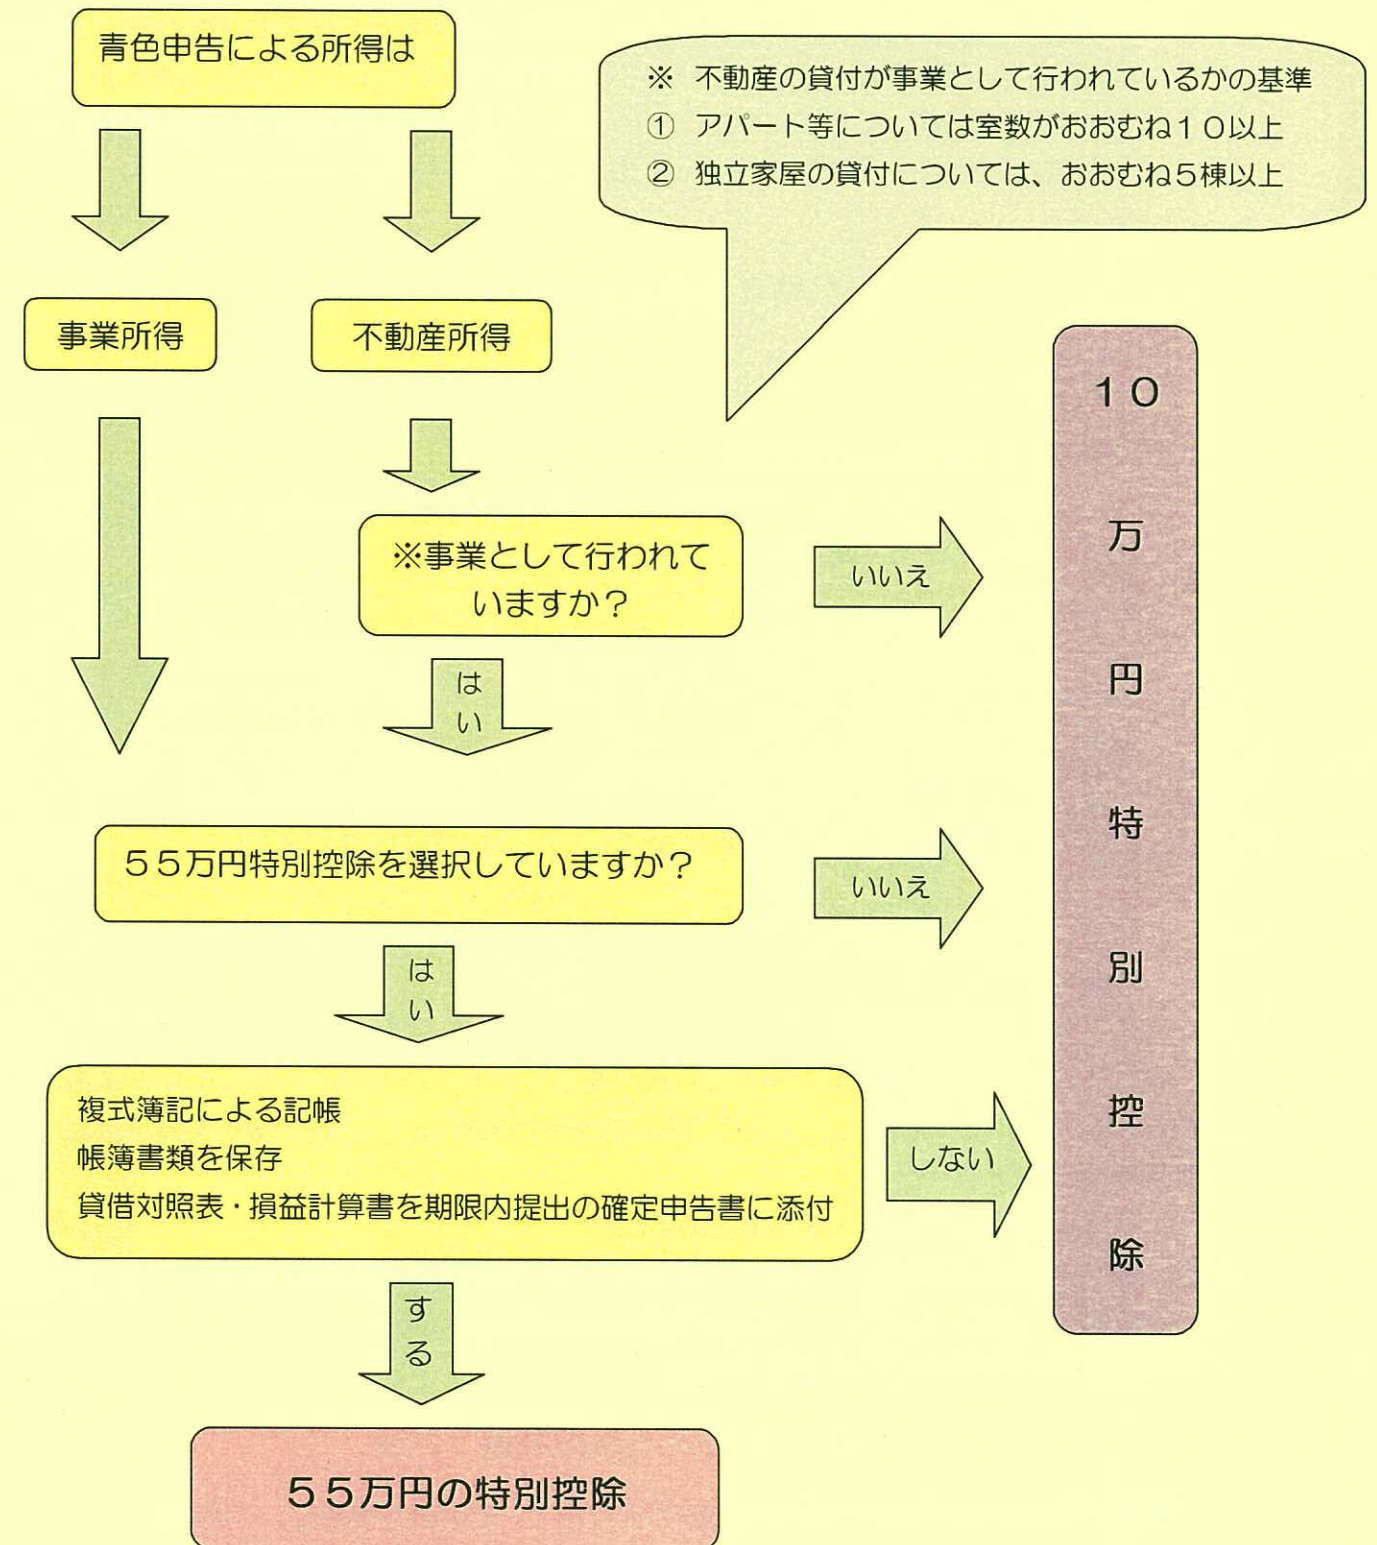 青色申告による所得は
※ 不動産の貸付が事業として行われているかの基準
① アパート等については室数がおおむね１０以上
② 独立家屋の貸付については、おおむね５棟以上
事業所得
不動産所得
※事業として行われて
いますか？
いいえ
はい
５５万円特別控除を選択していますか？
いいえ
はい
複式簿記による記帳
帳簿書類を保存
貸借対照表・損益計算書を期限内提出の確定申告書に添付
しない
する
５５万円の特別控除
１０万円特別控除